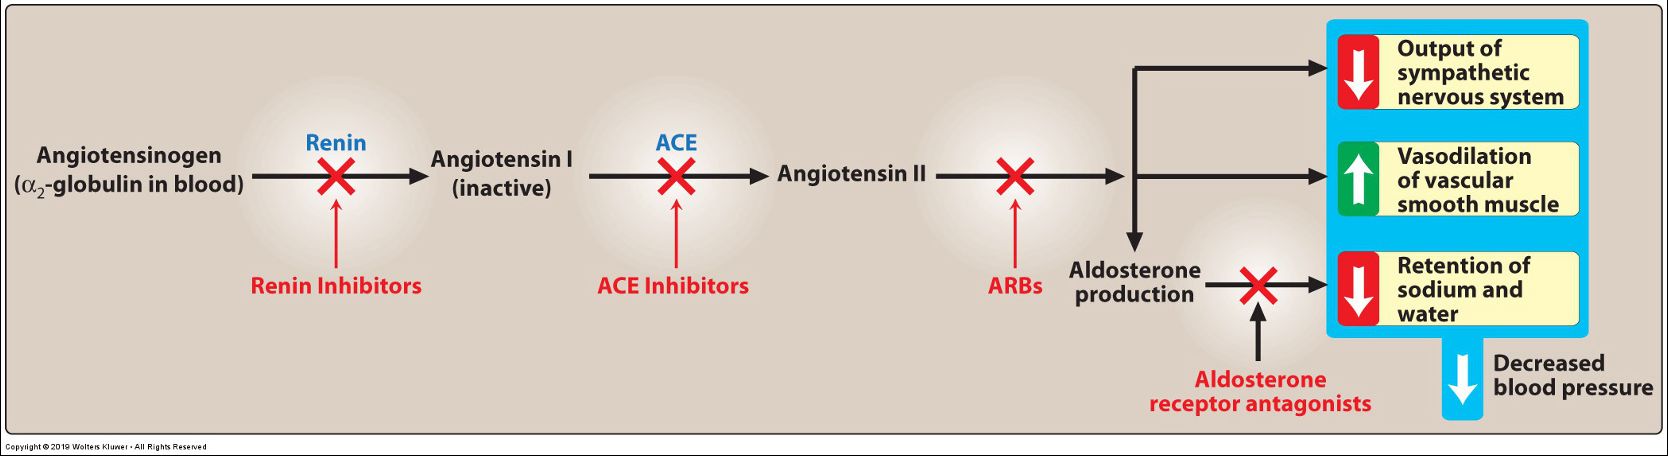 Angiotensinogen
(α₂-globulin in blood)
Renin
Renin Inhibitors
Angiotensin I
(inactive)
ACE
ACE Inhibitors
Angiotensin II
ARBs
Aldosterone
production
Aldosterone
receptor antagonists
Output of
sympathetic
nervous system
Vasodilation
of vascular
smooth muscle
Retention of
sodium and
water
Decreased
blood pressure
Copyright © 2019 Wolters Kluwer • All Rights Reserved